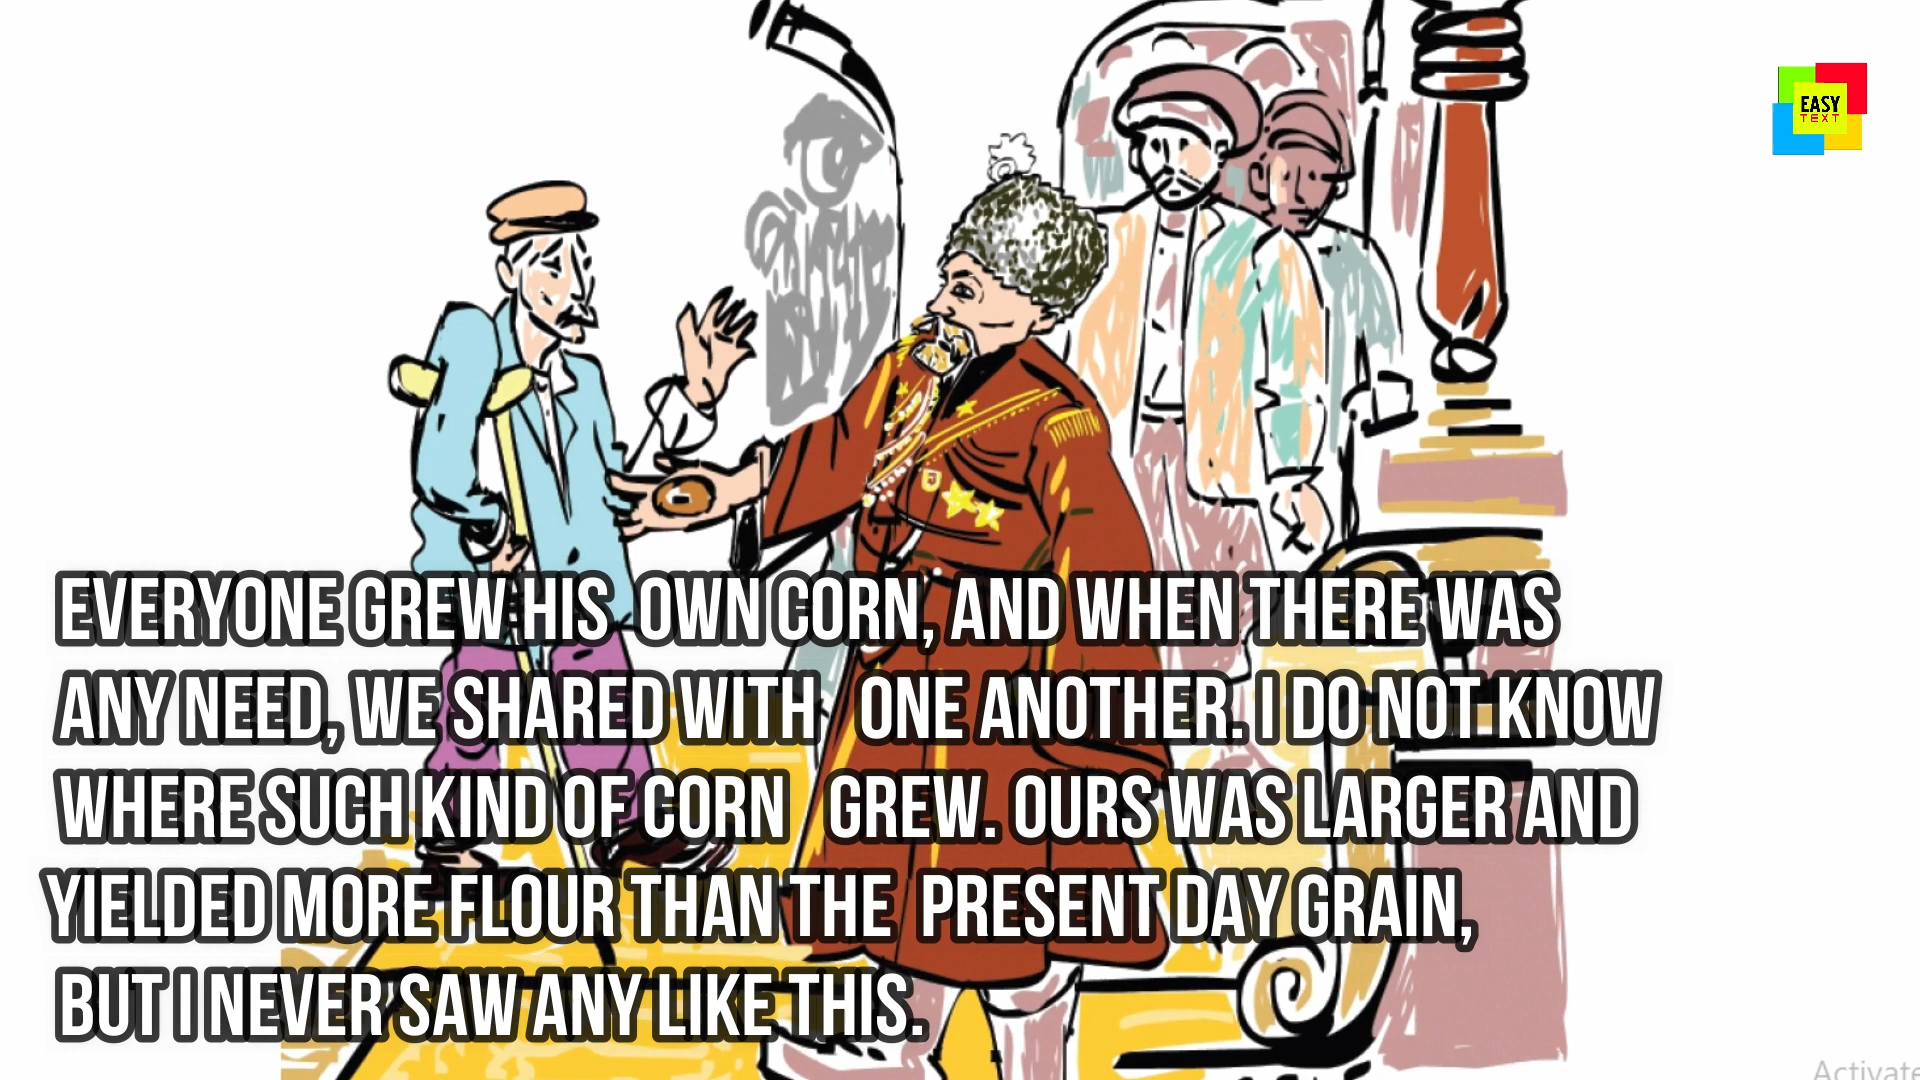 EASY
TEXT
EVERYONE GREW HIS OWN CORN, AND WHEN THERE WAS
ANY NEED, WE SHARED WITH ONE ANOTHER. I DO NOT KNOW
WHERE SUCH KIND OF CORN GREW. OURS WAS LARGER AND
YIELDED MORE FLOUR THAN THE PRESENT DAY GRAIN,
BUT I NEVER SAW ANY LIKE THIS.
Activate